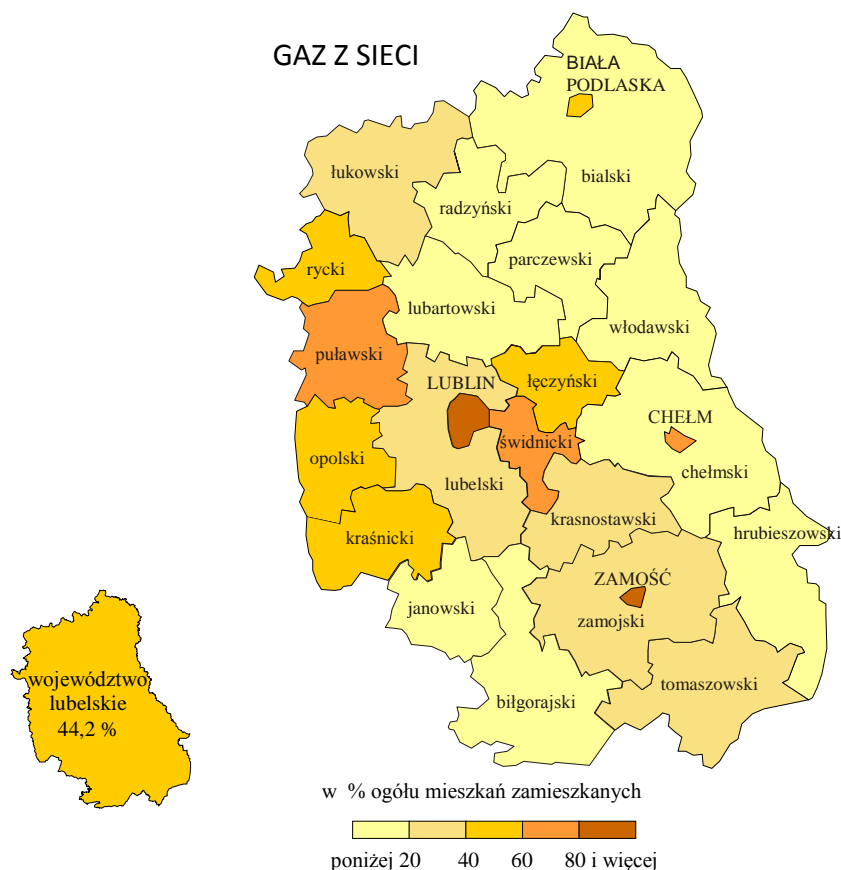 GAZ Z SIECI
BIAŁA
PODLASKA
łukowski
bialski
radzyński
parczewski
rycki
lubartowski
włodawski
puławski
LUBLIN
łęczyński
CHEŁM
świdnicki
opolski
lubelski
chełmski
krasnostawski
hrubieszowski
kraśnicki
ZAMOŚĆ
janowski
zamojski
województwo
lubelskie
44,2 %
tomaszowski
biłgorajski
w % ogółu mieszkań zamieszkanych
poniżej 20 40 60 80 i więcej